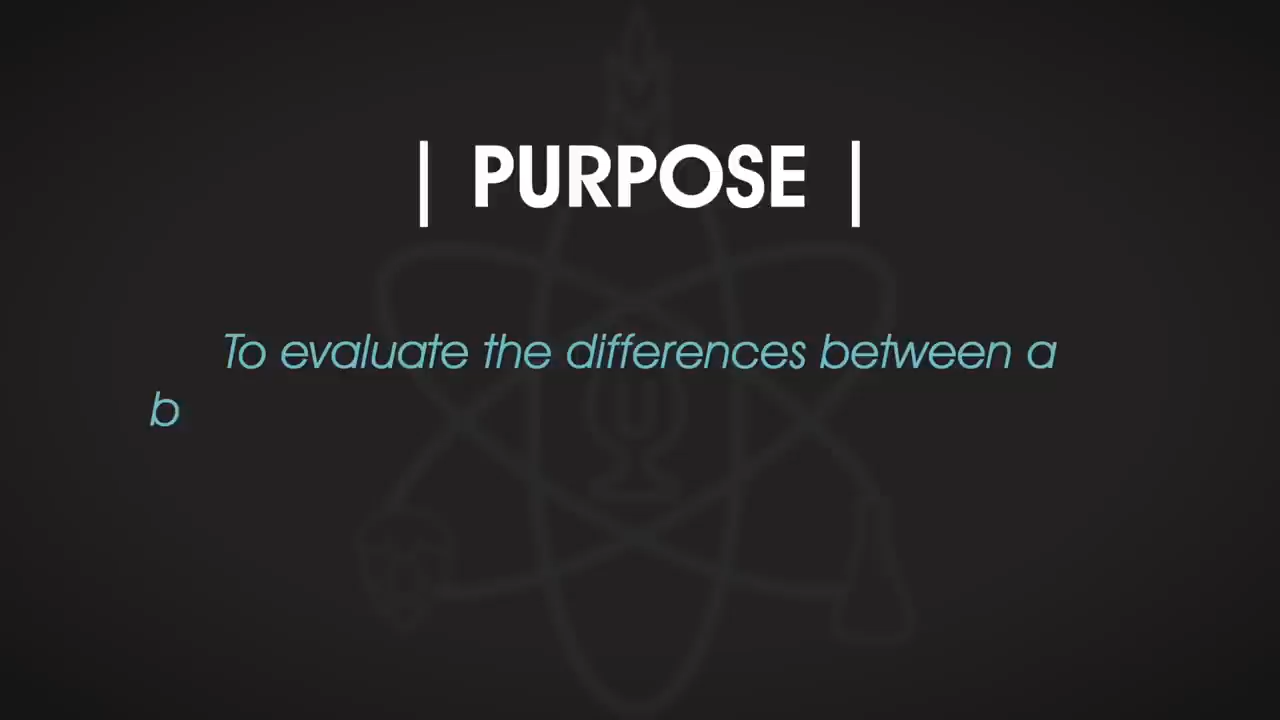 | PURPOSE |
To evaluate the differences between a
b